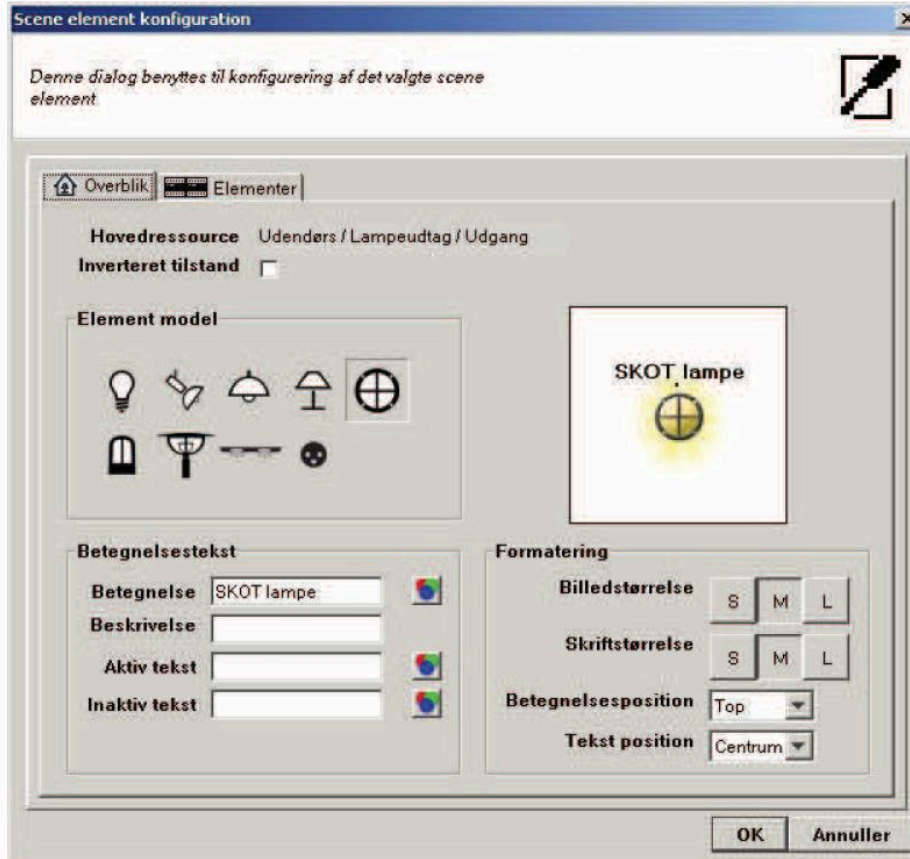 Scene element konfiguration
Denne dialog benyttes til konfigurering af det valgte scene
element
Overblik
Elementer
Hovedressource Udendørs / Lampeudtag / Udgang
Inverteret tilstand
Element model
SKOT lampe
Betegnelsestekst
Betegnelse SKOT lampe
Beskrivelse
Aktiv tekst
Inaktiv tekst
Formatering
Billedstørrelse S M L
Skriftstørrelse S M L
Betegnelsesposition Top
Tekst position Centrum
OK Annuller